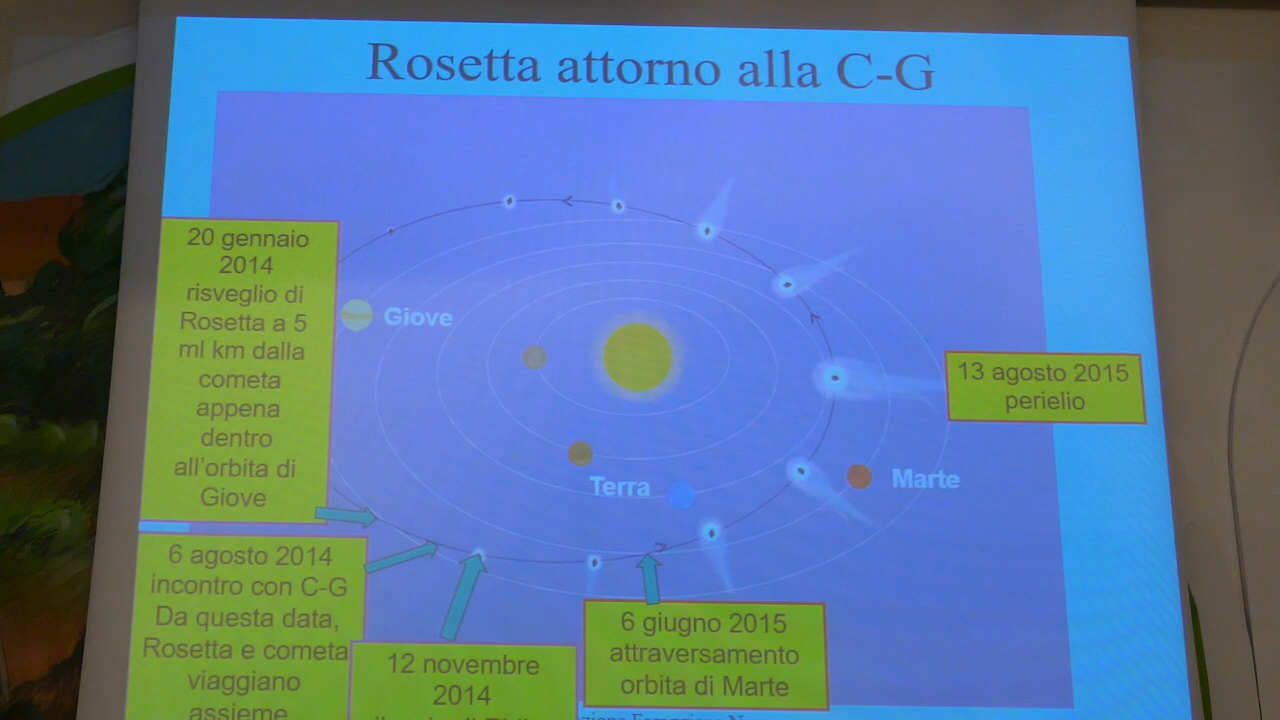 Rosetta attorno alla C-G
20 gennaio
2014
risveglio di
Rosetta a 5
ml km dalla
cometa
appena
dentro
all'orbita di
Giove
Giove
13 agosto 2015
perielio
Marte
Terra
6 agosto 2014
incontro con C-G
Da questa data,
Rosetta e cometa
viaggiano
assieme
12 novembre
2014
6 giugno 2015
attraversamento
orbita di Marte